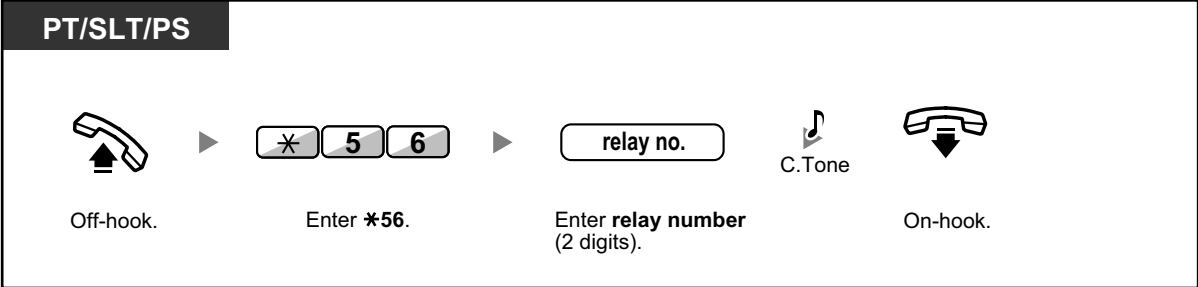 PT/SLT/PS
✱ 5 6
relay no.
C.Tone
Off-hook.
Enter ✱56.
Enter relay number
(2 digits).
On-hook.